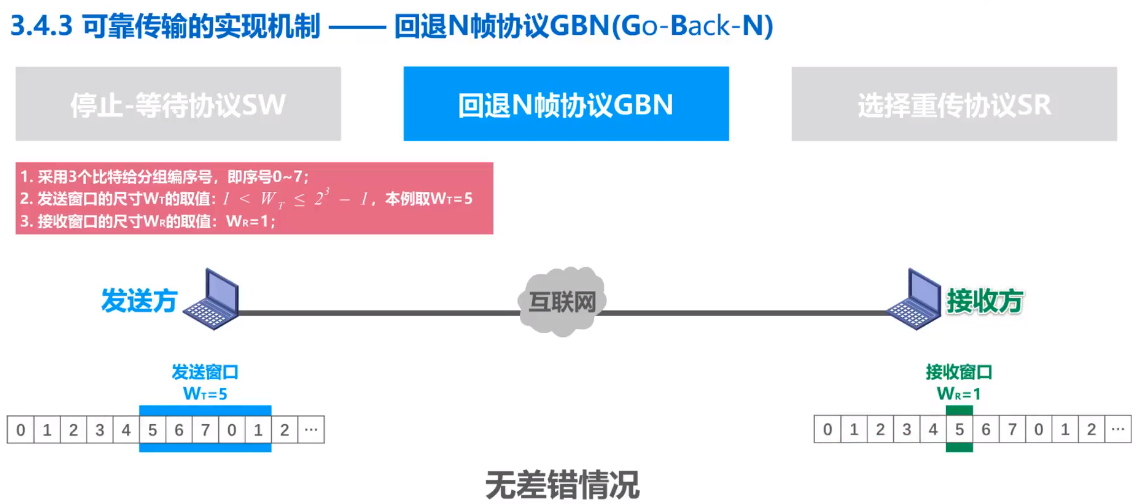 3.4.3 可靠传输的实现机制 —— 回退N帧协议GBN(Go-Back-N)
停止-等待协议SW
回退N帧协议GBN
选择重传协议SR
1. 采用3个比特给分组编序号，即序号0~7；
2. 发送窗口的尺寸WT的取值：1 < W_T ≤ 2^3 − 1，本例取WT=5
3. 接收窗口的尺寸WR的取值：WR=1；
发送方
互联网
接收方
发送窗口
WT=5
0 1 2 3 4 5 6 7 0 1 2 ···
接收窗口
WR=1
0 1 2 3 4 5 6 7 0 1 2 ···
无差错情况